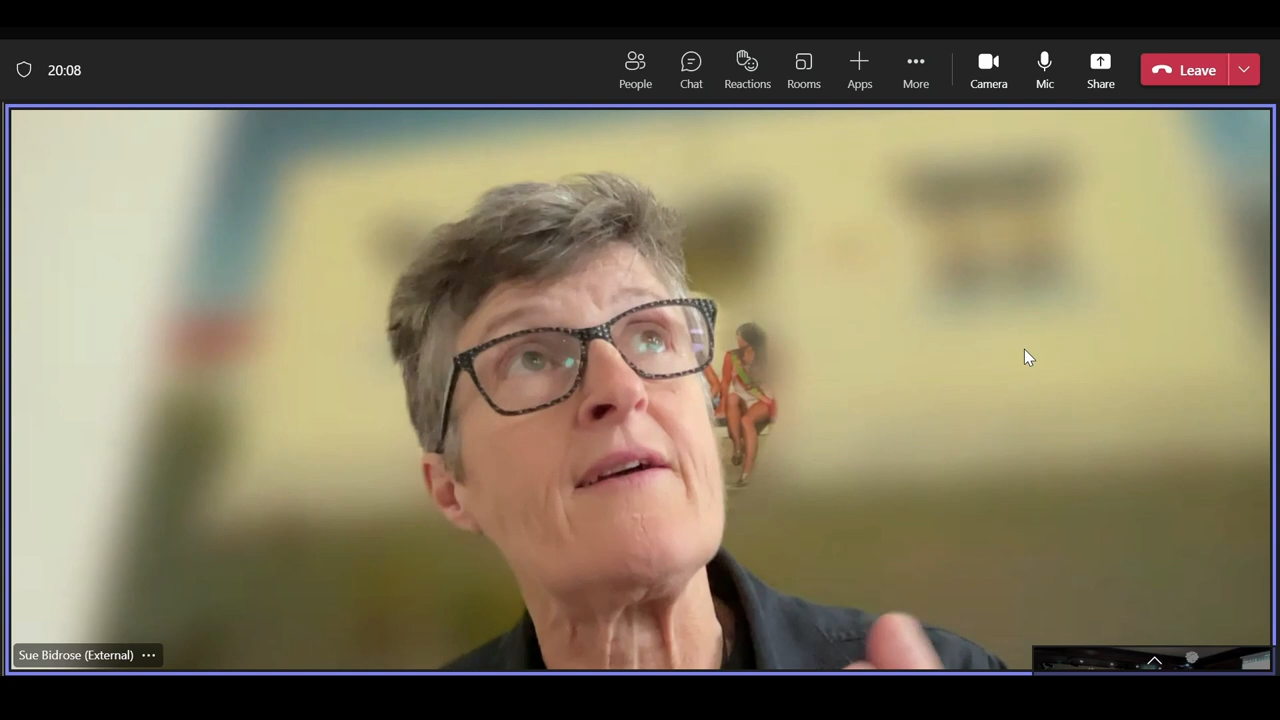 20:08
People
Chat
Reactions
Rooms
Apps
More
Camera
Mic
Share
Leave
Sue Bidrose (External)